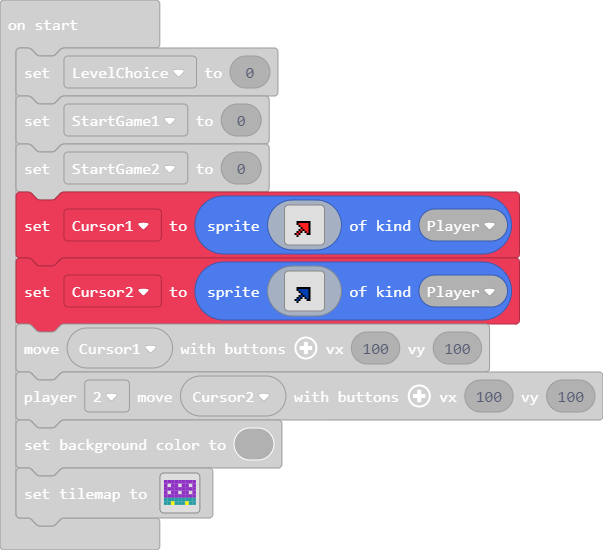 on start
set LevelChoice to 0
set StartGame1 to 0
set StartGame2 to 0
set Cursor1 to sprite of kind Player
set Cursor2 to sprite of kind Player
move Cursor1 with buttons + vx 100 vy 100
player 2 move Cursor2 with buttons + vx 100 vy 100
set background color to
set tilemap to